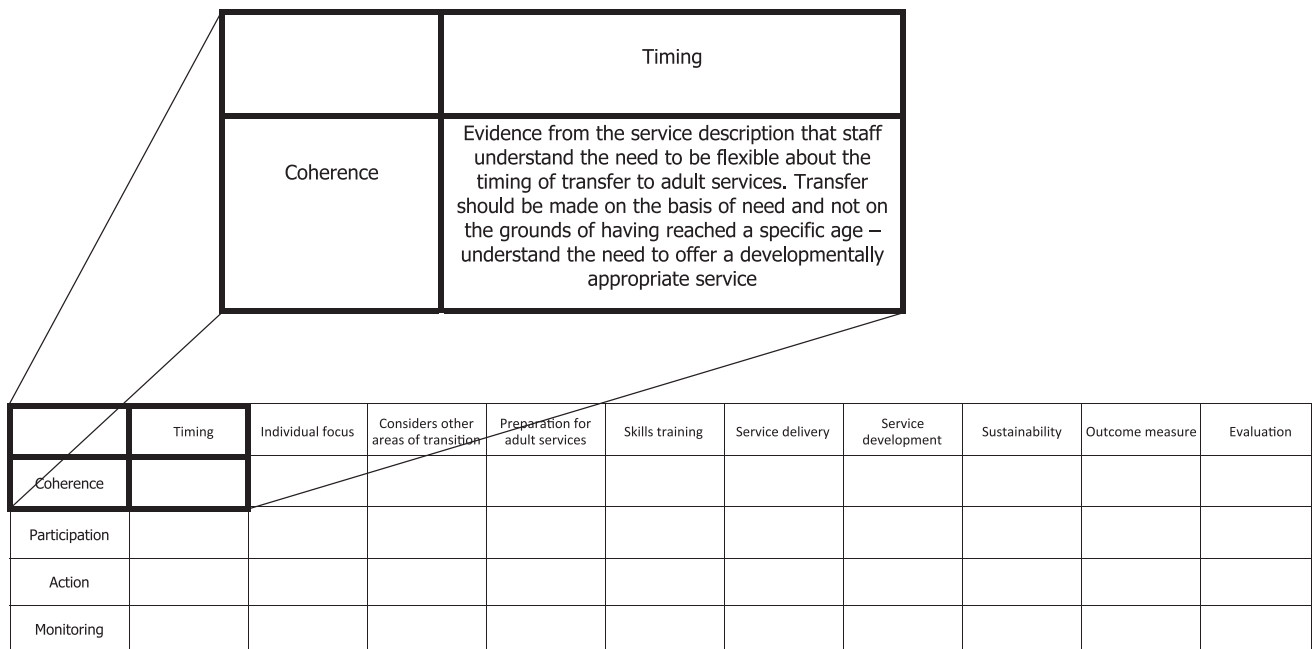 Timing
Coherence
Evidence from the service description that staff
understand the need to be flexible about the
timing of transfer to adult services. Transfer
should be made on the basis of need and not on
the grounds of having reached a specific age –
understand the need to offer a developmentally
appropriate service
Timing
Individual focus
Considers other
areas of transition
Preparation for
adult services
Skills training
Service delivery
Service
development
Sustainability
Outcome measure
Evaluation
Coherence
Participation
Action
Monitoring